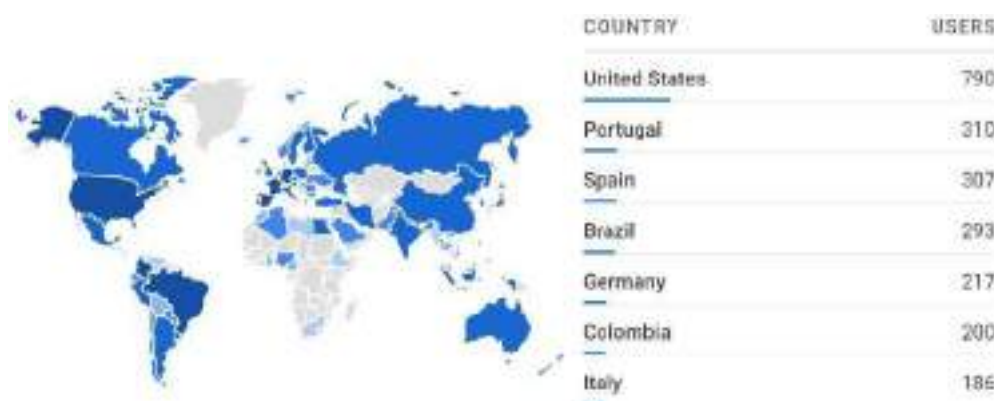 COUNTRY USERS
United States 790
Portugal 310
Spain 307
Brazil 293
Germany 217
Colombia 200
Italy 186